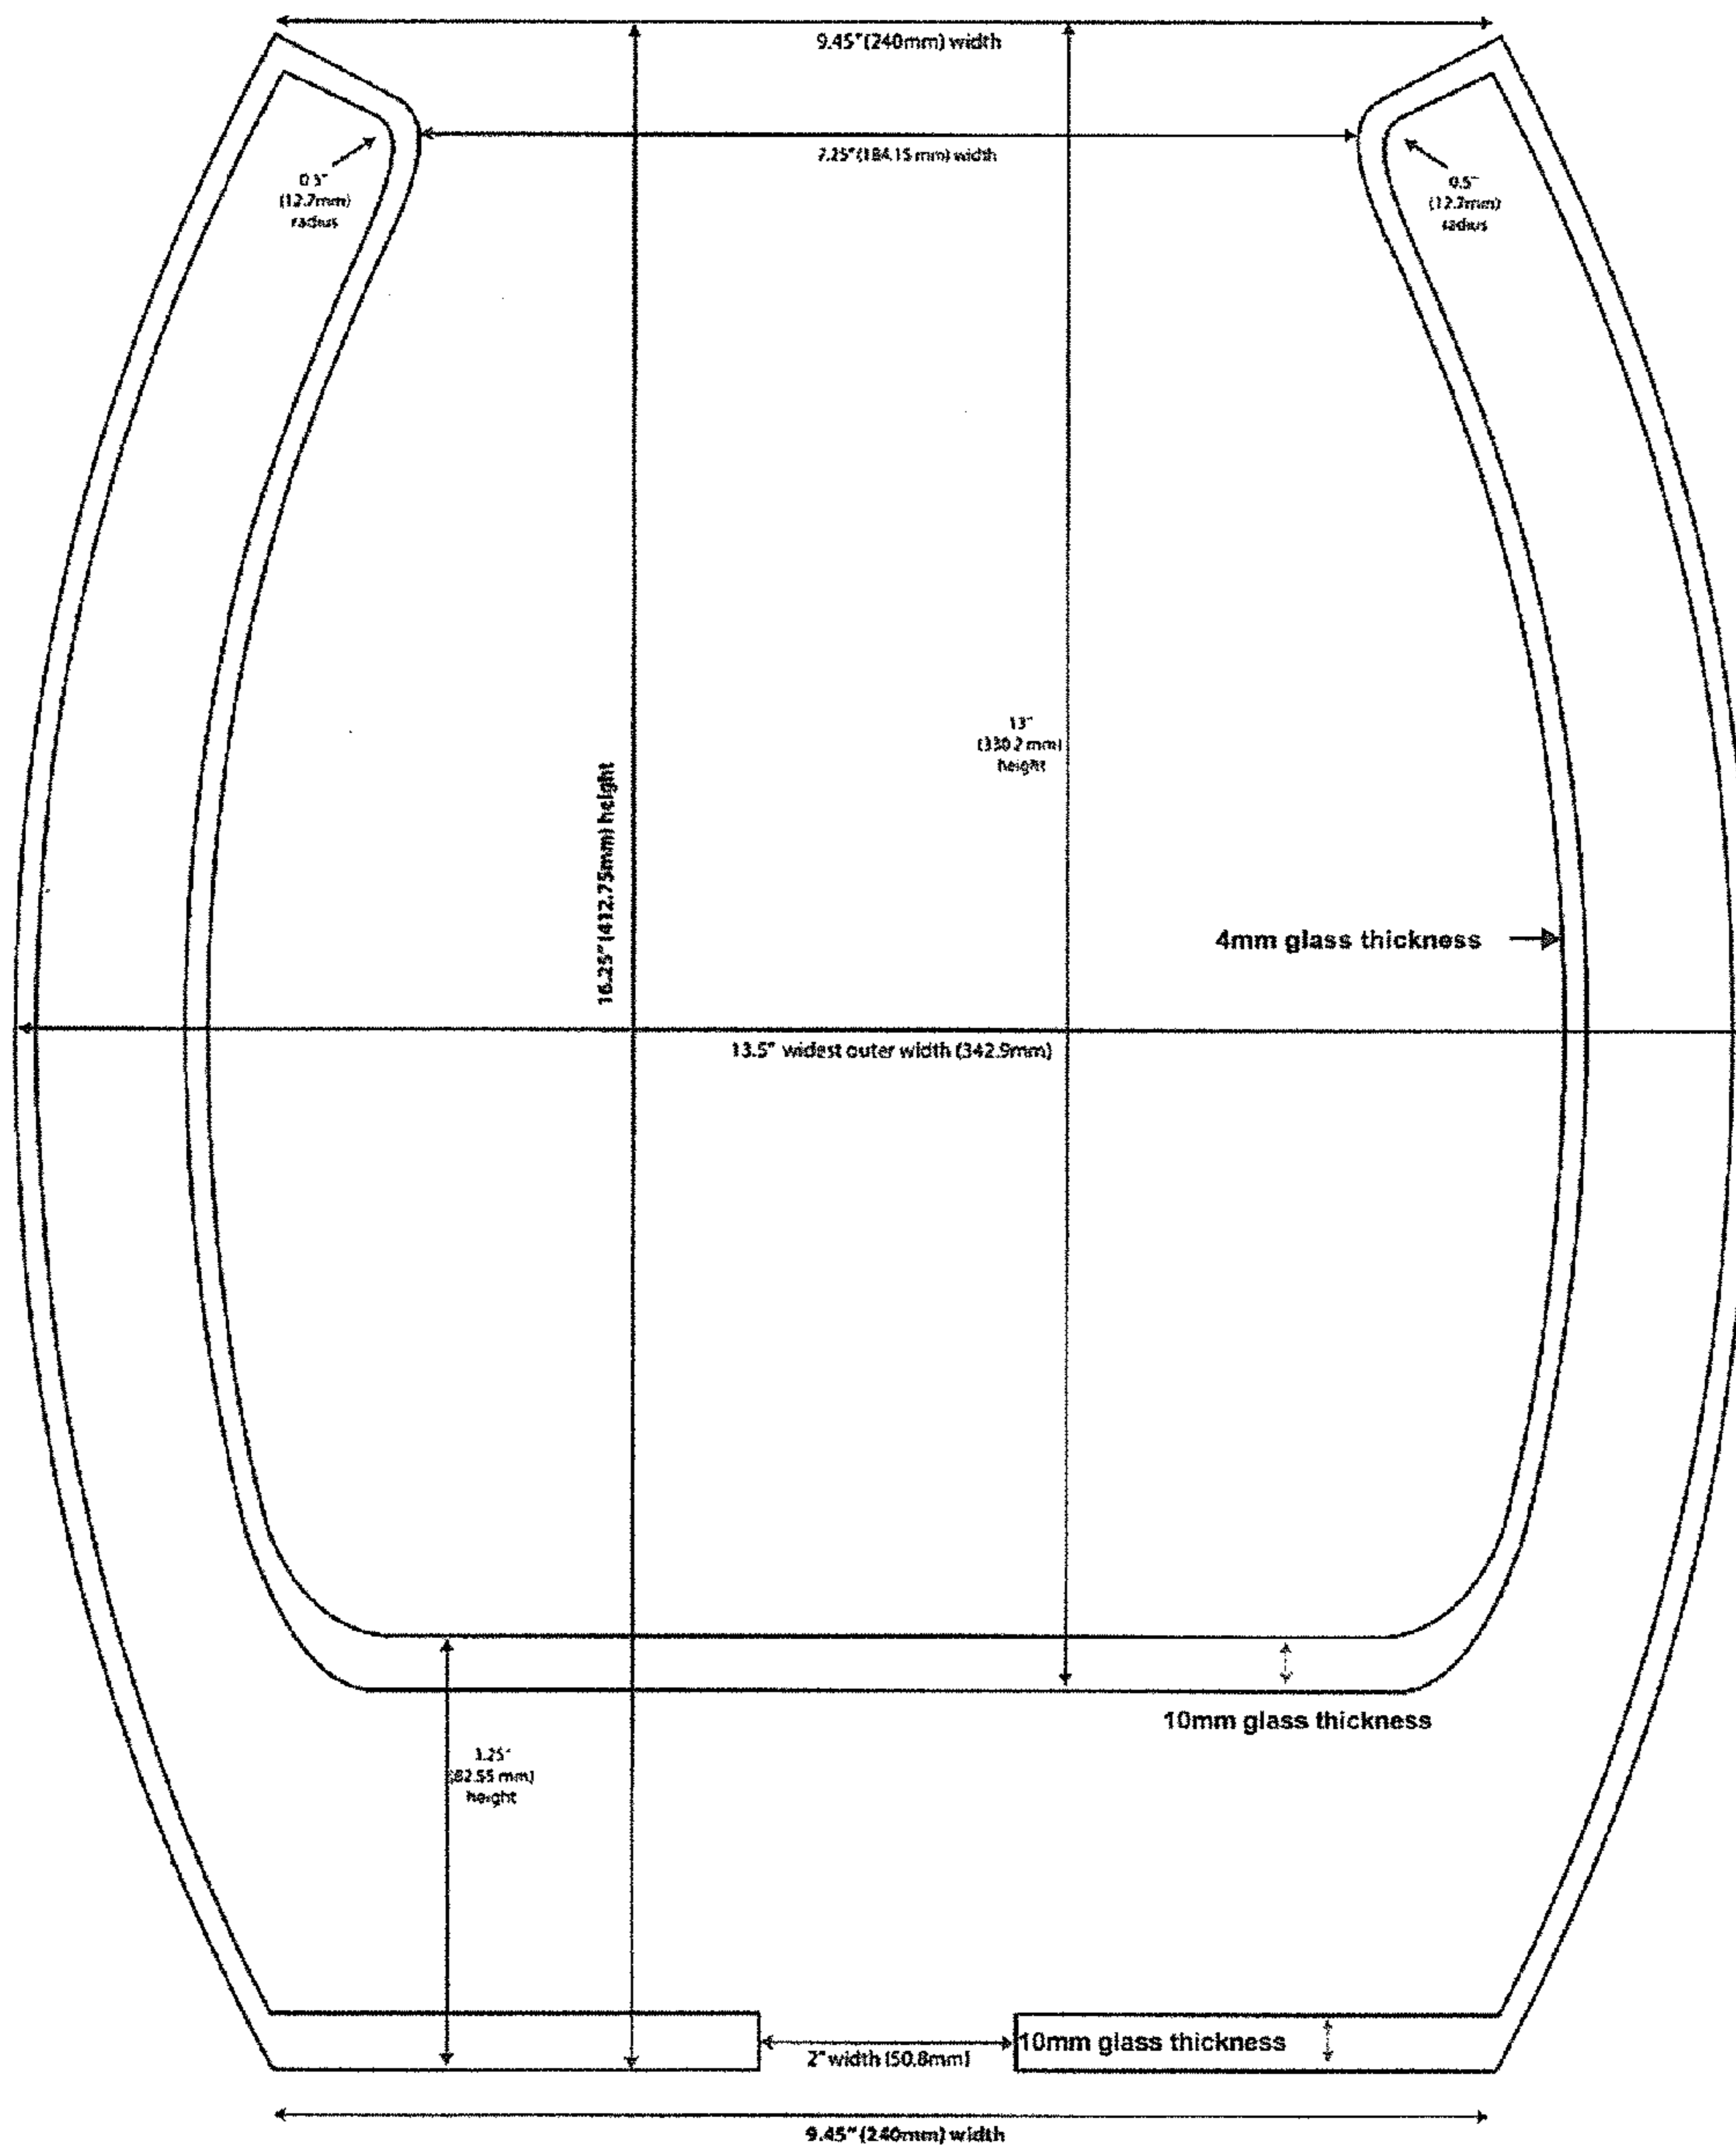 9.45" (240mm) width
7.25" (184.15 mm) width
0.5"
(12.7mm)
radius
0.5"
(12.7mm)
radius
13"
(330.2 mm)
height
16.25" (412.75mm) height
4mm glass thickness
13.5" widest outer width (342.9mm)
10mm glass thickness
3.25"
(82.55 mm)
height
10mm glass thickness
2" width (50.8mm)
9.45" (240mm) width